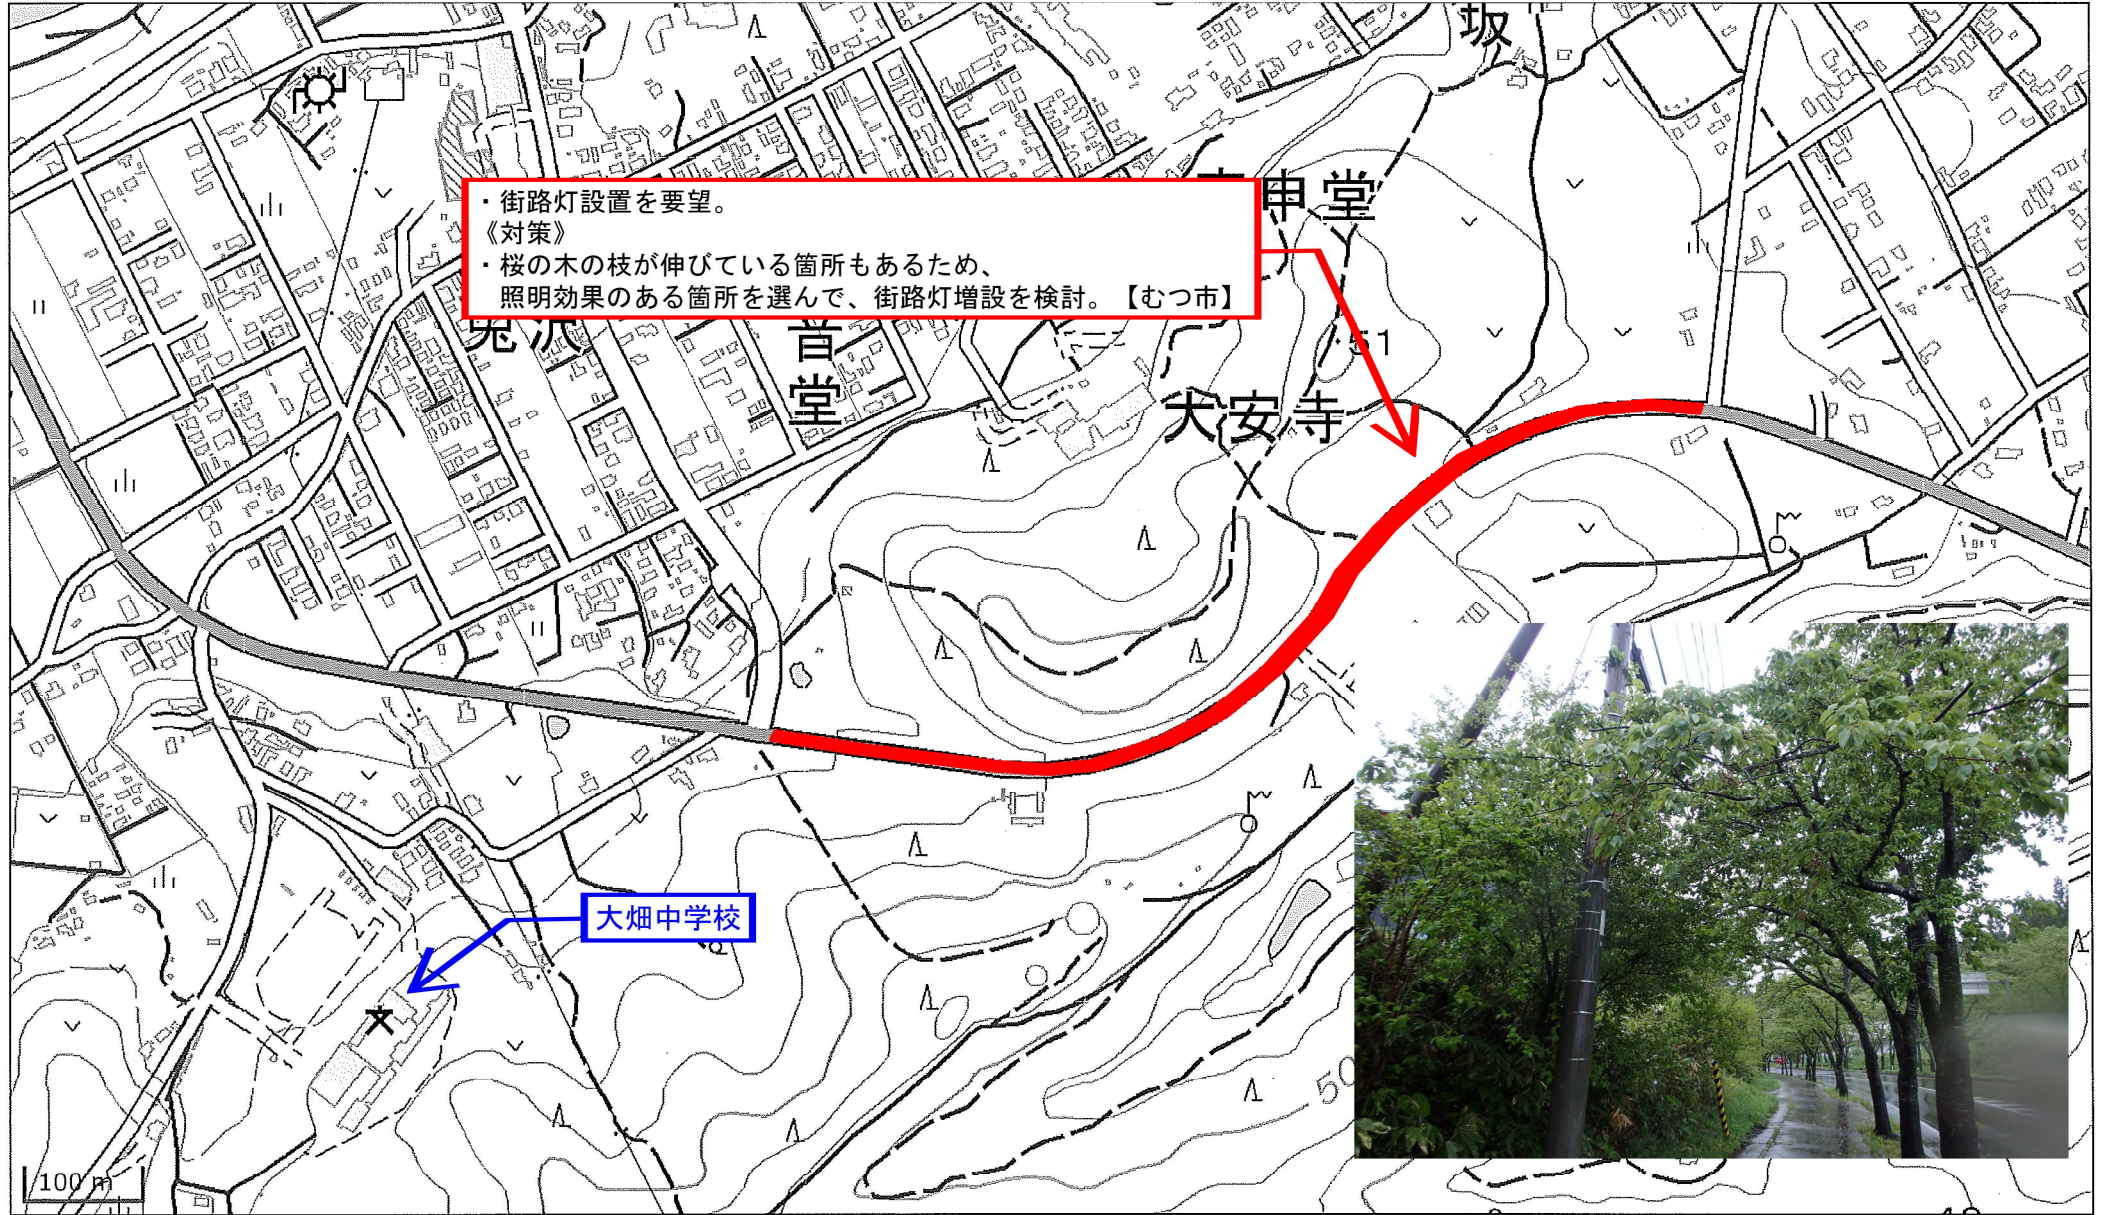 坂
・街路灯設置を要望。
《対策》
・桜の木の枝が伸びている箇所もあるため、
照明効果のある箇所を選んで、街路灯増設を検討。【むつ市】
申堂
兎沢
音堂
51
大安寺
大畑中学校
50
100 m